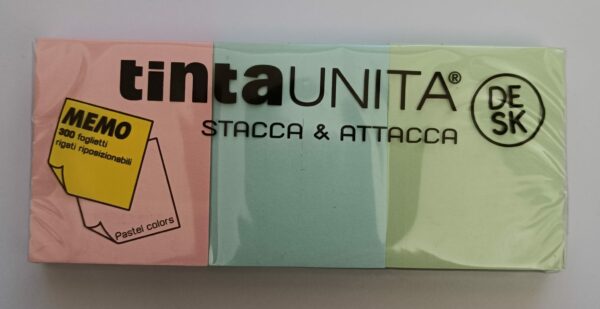 tintaUNITA®
DE
SK
STACCA & ATTACCA
MEMO
300 foglietti
rigati riposizionabili
Pastel colors